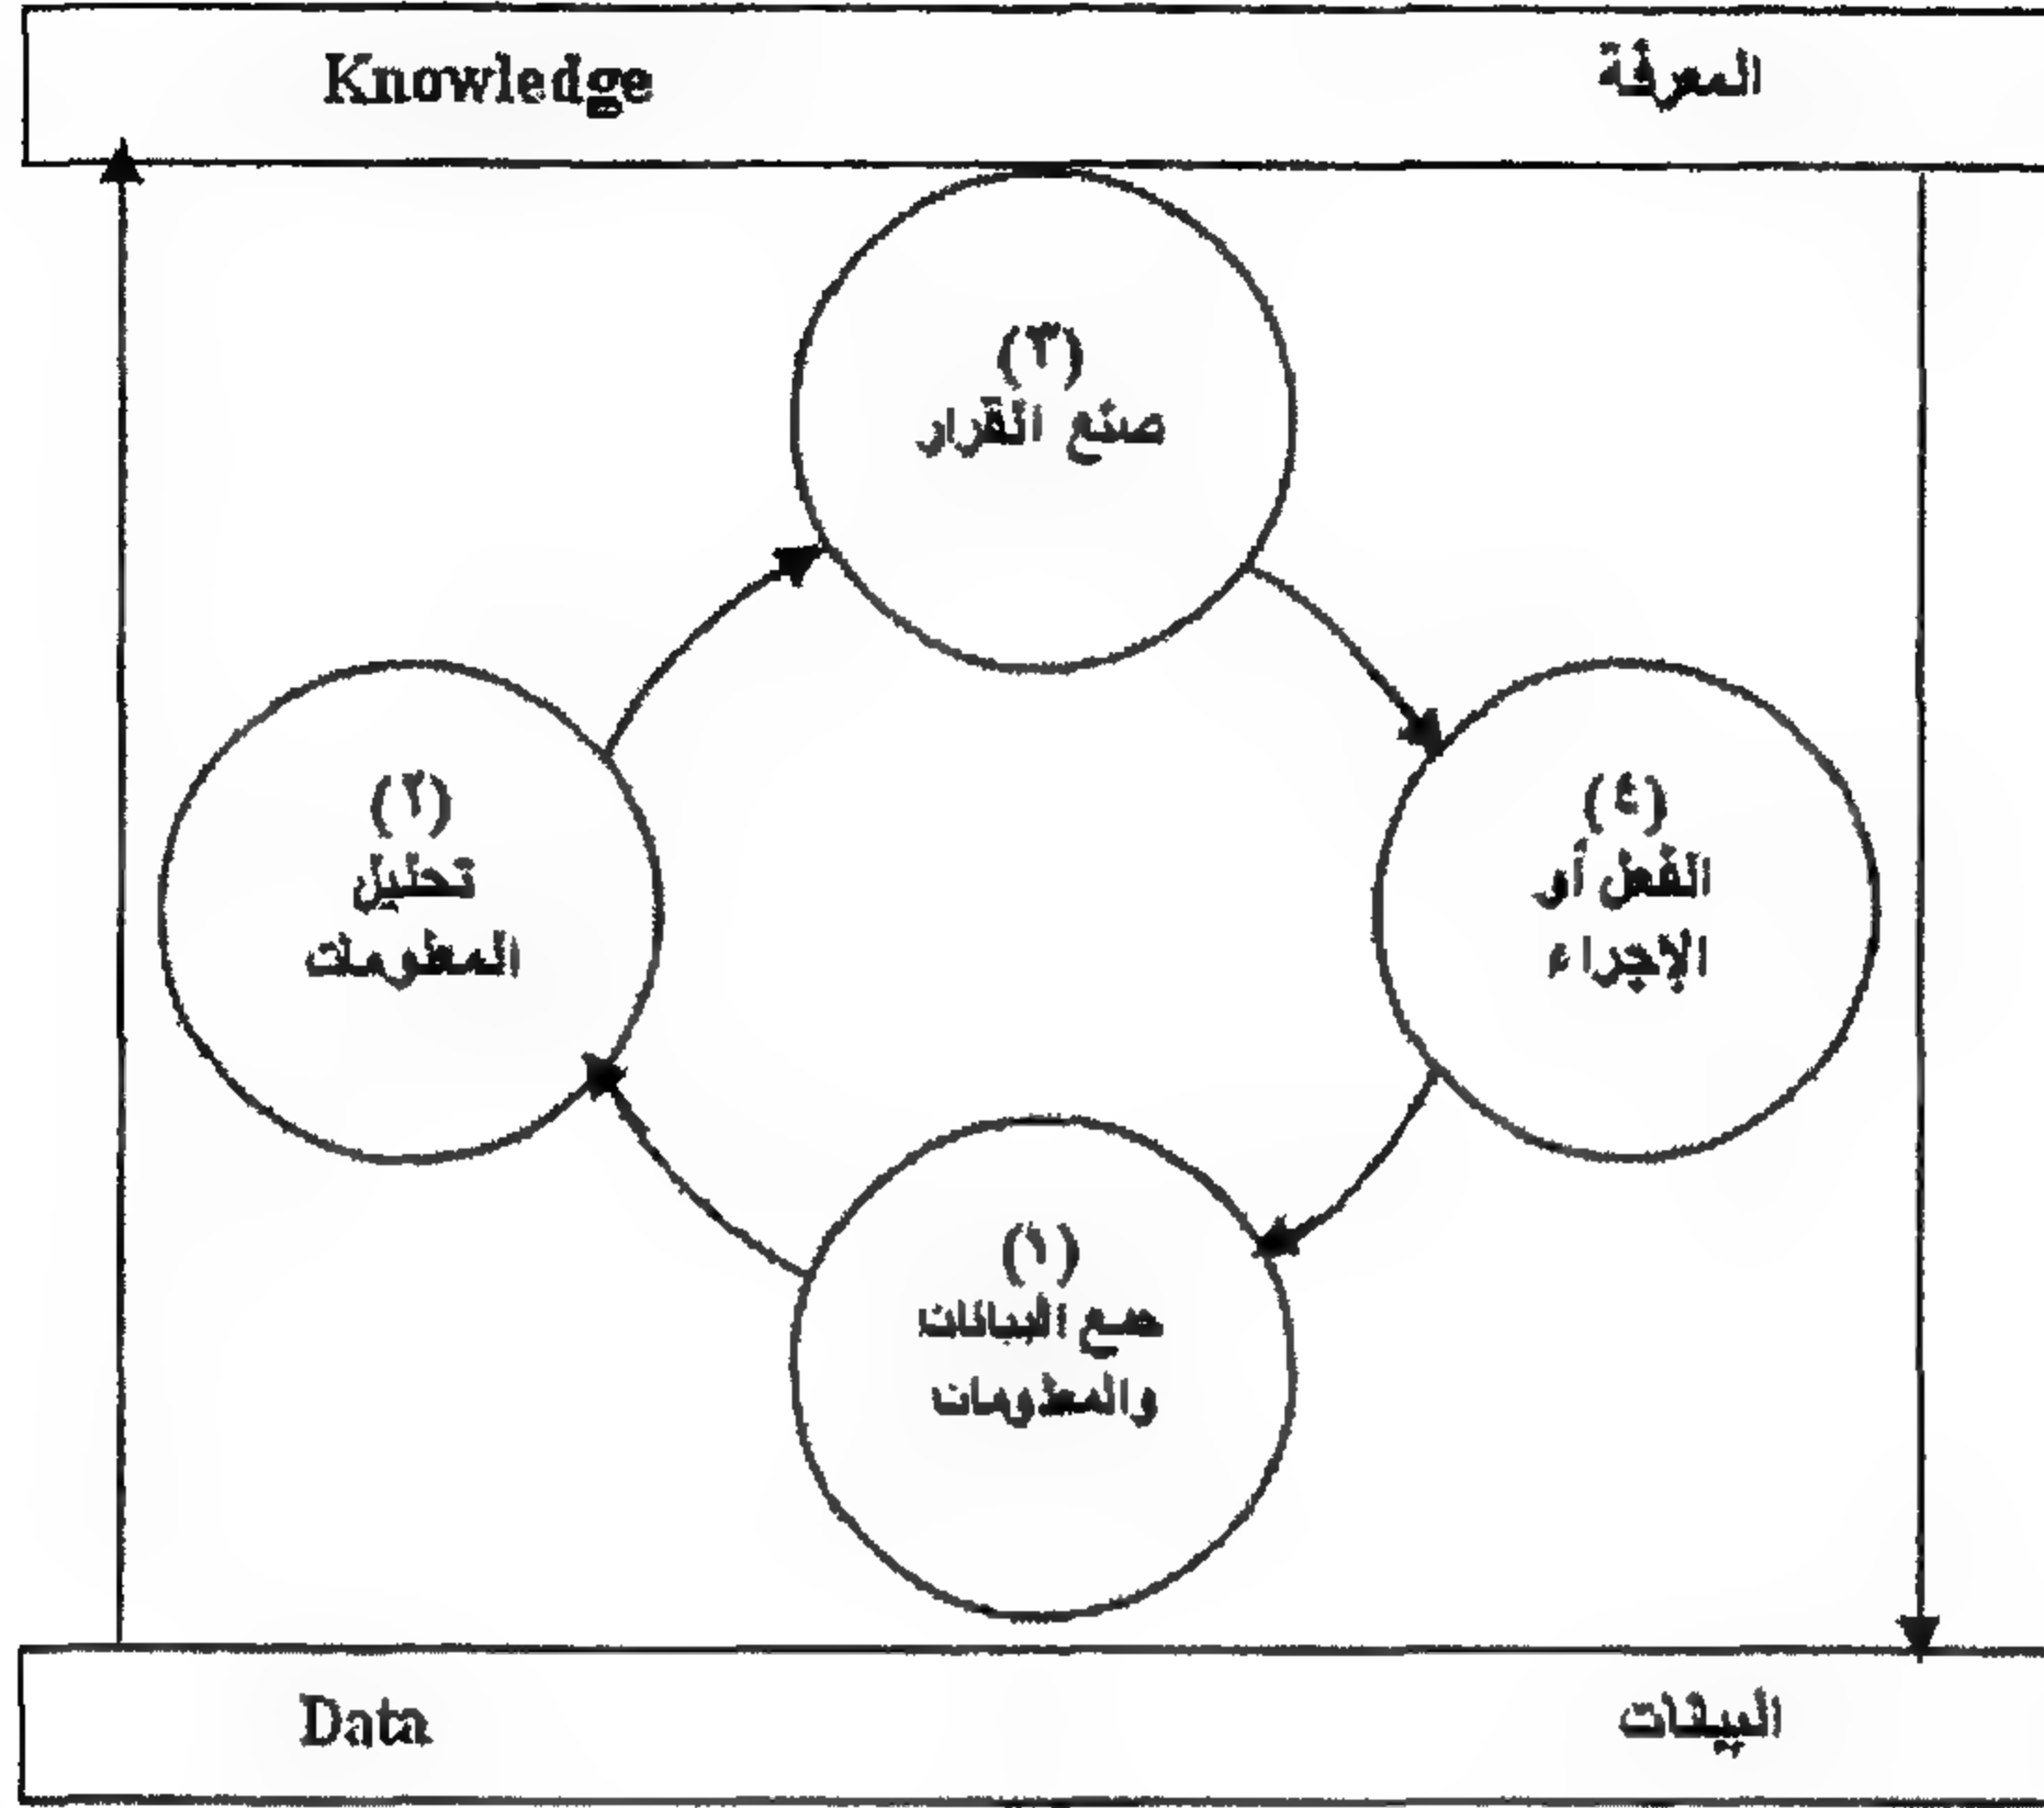 Knowledge المعرفة
(٣)
صنع القرار
(٢)
تحليل
المعلومات
(٤)
الفعل أو
الإجراء
(١)
جمع البيانات
والمعلومات
Data البيانات